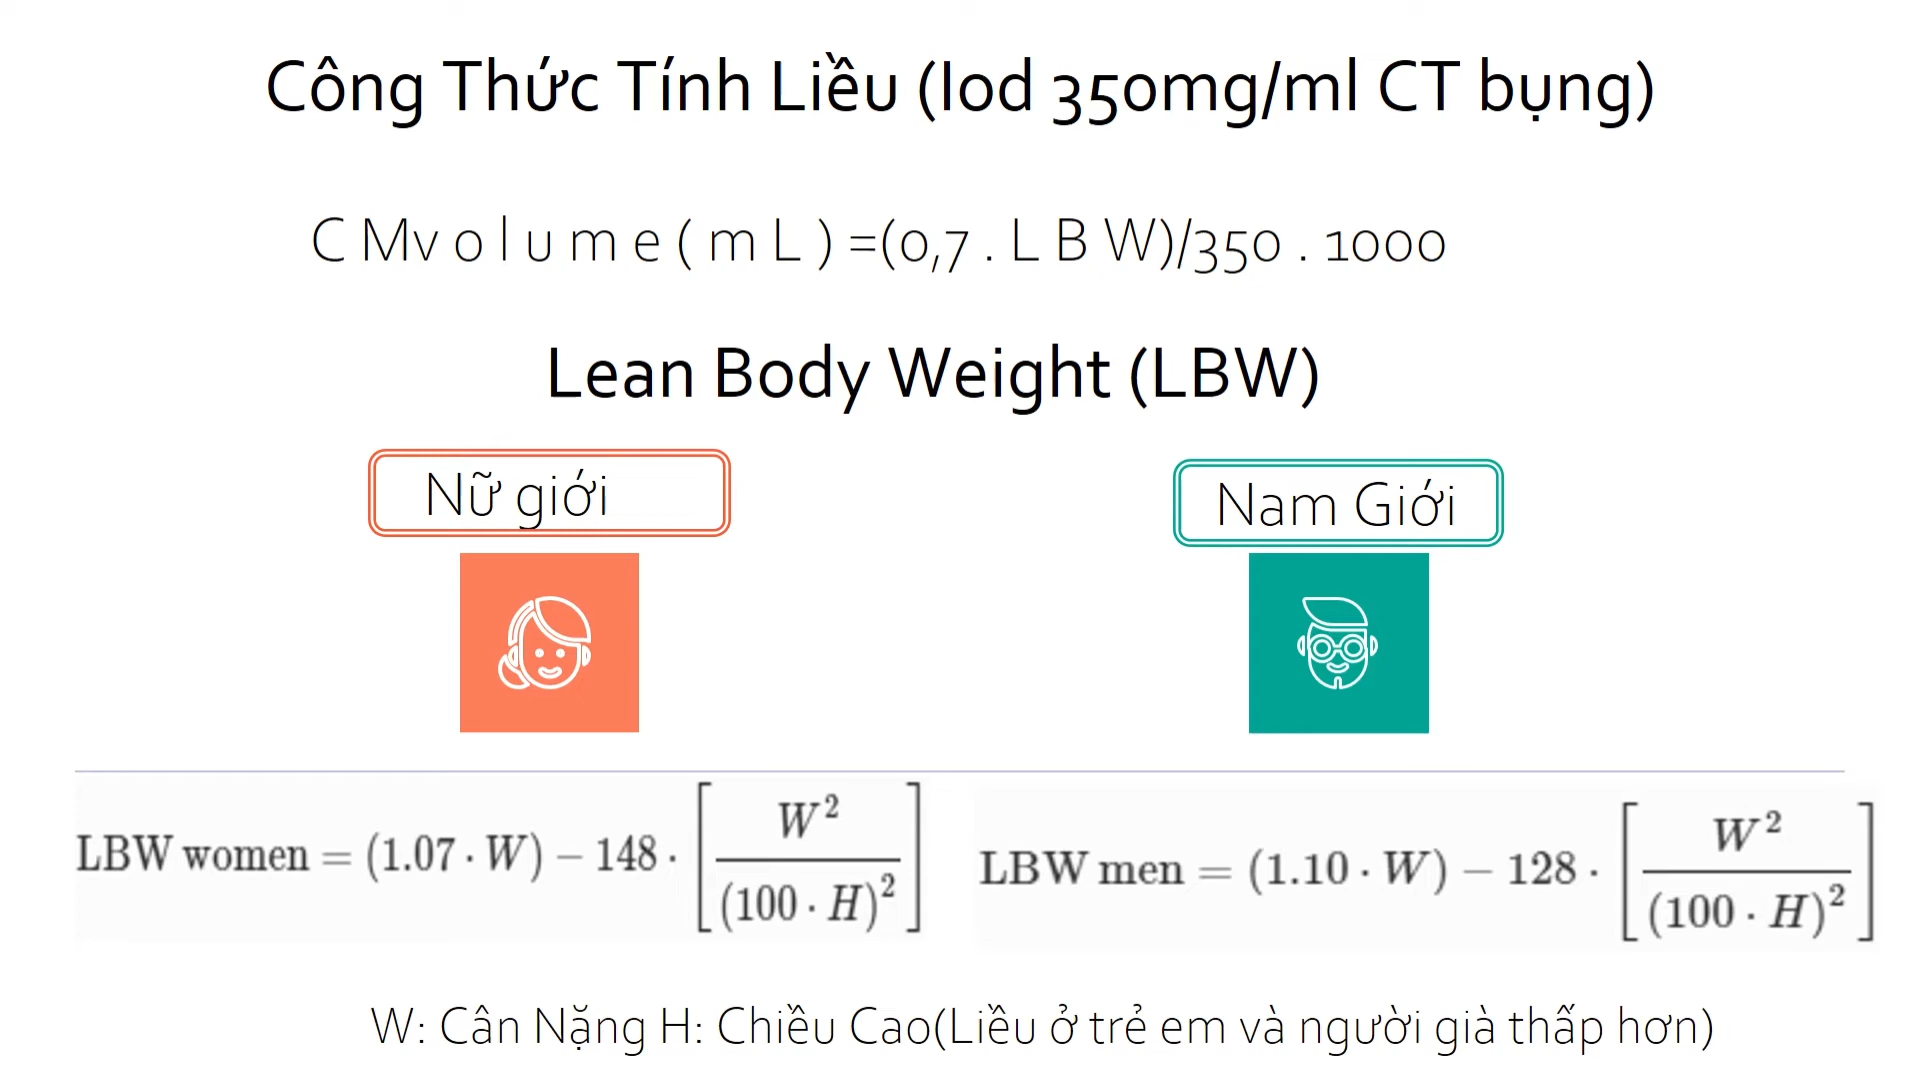 Công Thức Tính Liều (Iod 350mg/ml CT bụng)
C Mv o l u m e ( m L ) =(0,7 . L B W)/350 . 1000
Lean Body Weight (LBW)
Nữ giới
Nam Giới
LBW women = (1.07 · W) − 148 · [W² / (100 · H)²]
LBW men = (1.10 · W) − 128 · [W² / (100 · H)²]
W: Cân Nặng H: Chiều Cao(Liều ở trẻ em và người già thấp hơn)